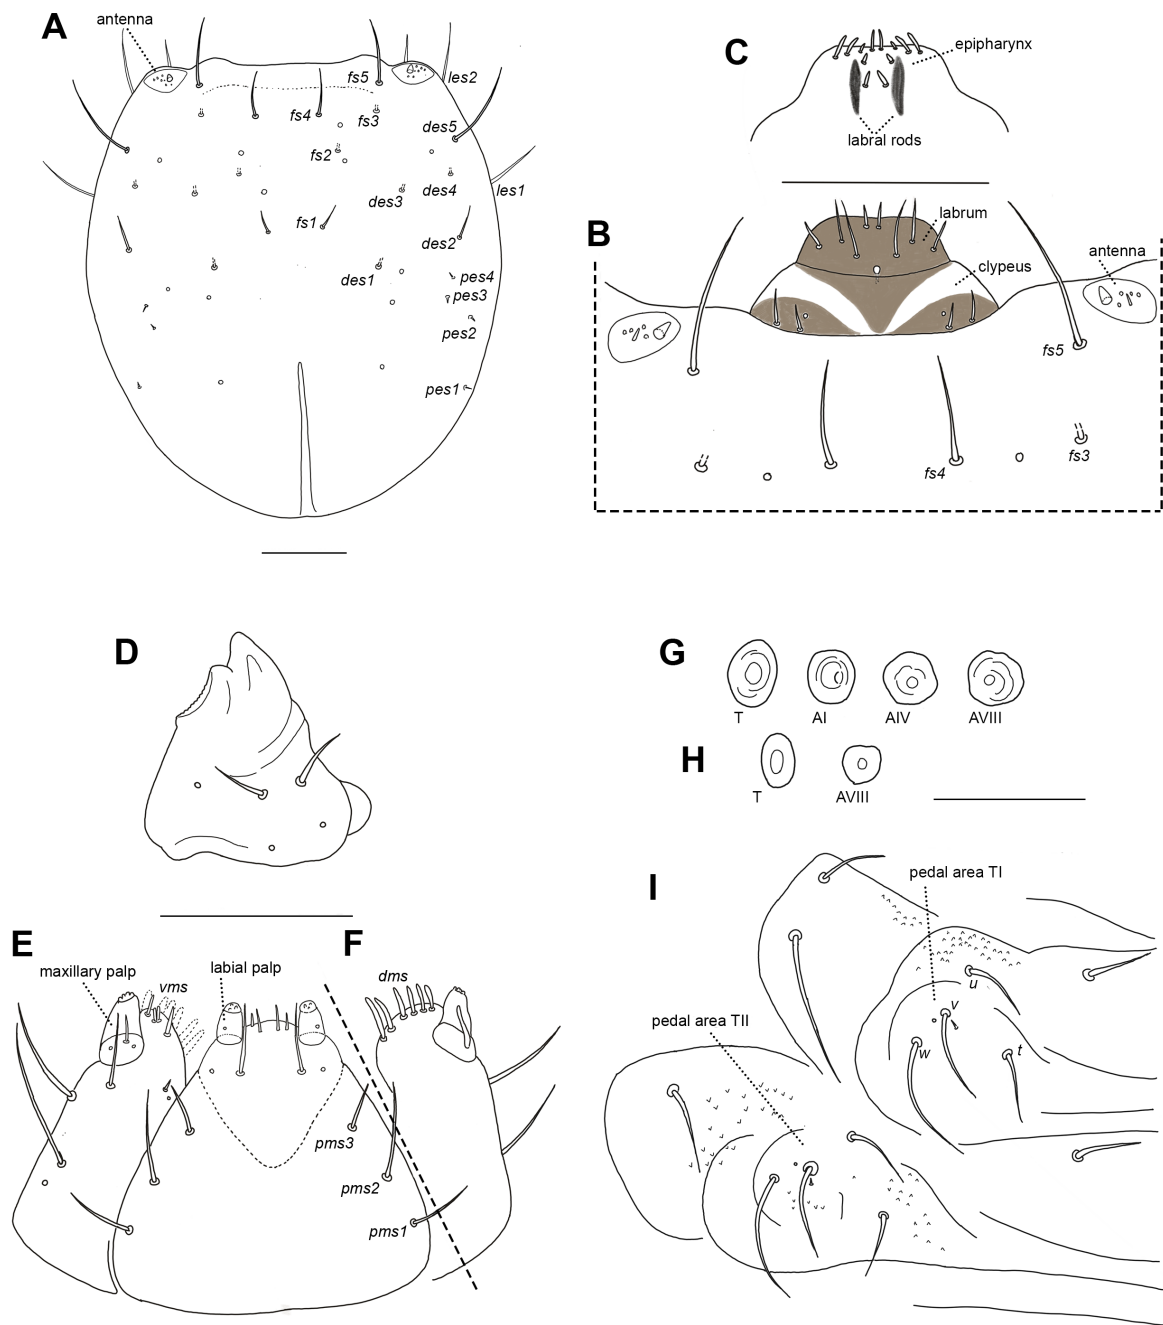 A
antenna
fs5
les2
fs4
fs3
des5
fs2
des3
des4
les1
fs1
des2
des1
pes4
pes3
pes2
pes1
C
epipharynx
labral rods
B
labrum
clypeus
antenna
fs5
fs4
fs3
D
G
T
AI
AIV
AVIII
H
T
AVIII
E
maxillary palp
vms
labial palp
F
dms
pms3
pms2
pms1
I
pedal area TI
u
v
w
t
pedal area TII